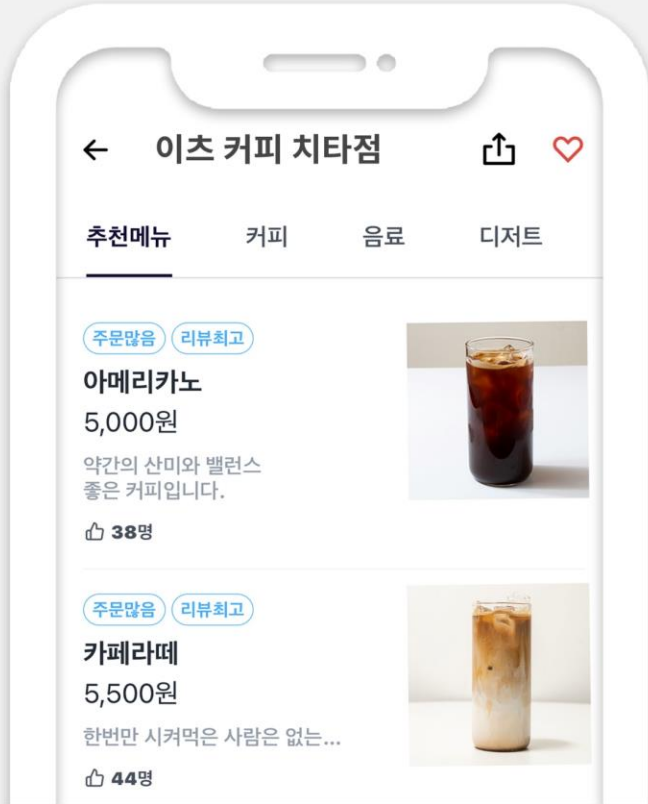 이츠 커피 치타점
추천메뉴 커피 음료 디저트
주문많음 리뷰최고
아메리카노
5,000원
약간의 산미와 밸런스
좋은 커피입니다.
38명
주문많음 리뷰최고
카페라떼
5,500원
한번만 시켜먹은 사람은 없는...
44명